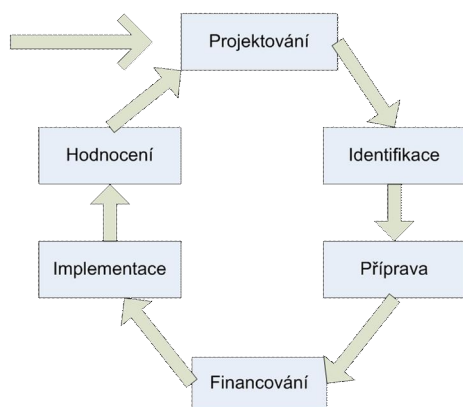 Projektování
Identifikace
Příprava
Financování
Implementace
Hodnocení